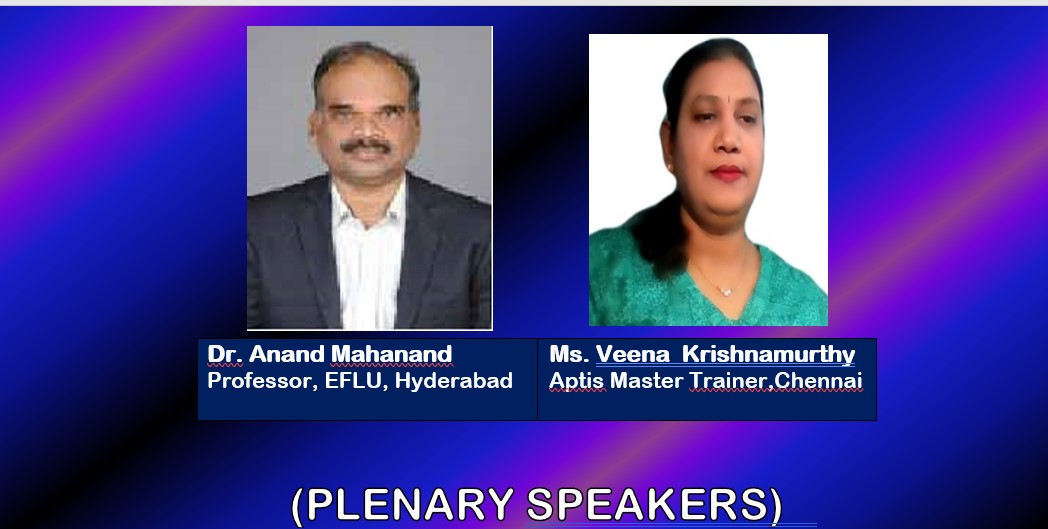 Dr. Anand Mahanand
Professor, EFLU, Hyderabad
Ms. Veena Krishnamurthy
Aptis Master Trainer,Chennai
(PLENARY SPEAKERS)